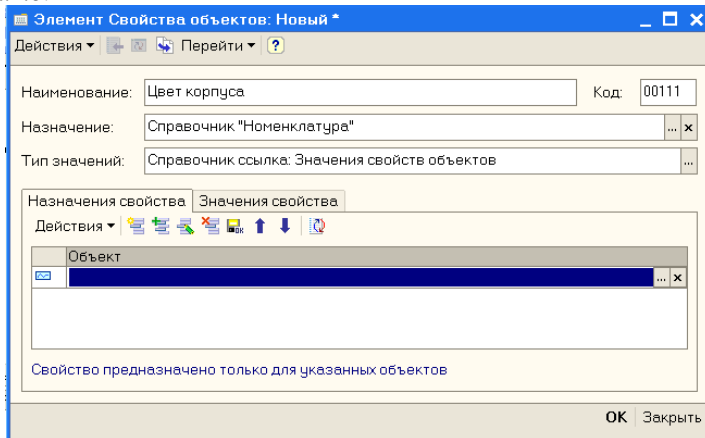 Элемент Свойства объектов: Новый *
Действия Перейти ?
Наименование: Цвет корпуса Код: 00111
Назначение: Справочник "Номенклатура" ... x
Тип значений: Справочник ссылка: Значения свойств объектов ...
Назначения свойства Значения свойства
Действия
Объект
... x
Свойство предназначено только для указанных объектов
OK Закрыть